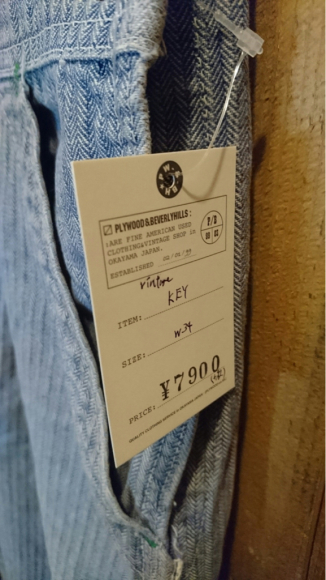 PLYWOOD&BEVERLYHILLS :
:ARE FINE AMERICAN USED
CLOTHING&VINTAGE SHOP in
OKAYAMA JAPAN.
ESTABLISHED
P/B
vintage
ITEM: KEY
SIZE: W-34
PRICE: ¥7900